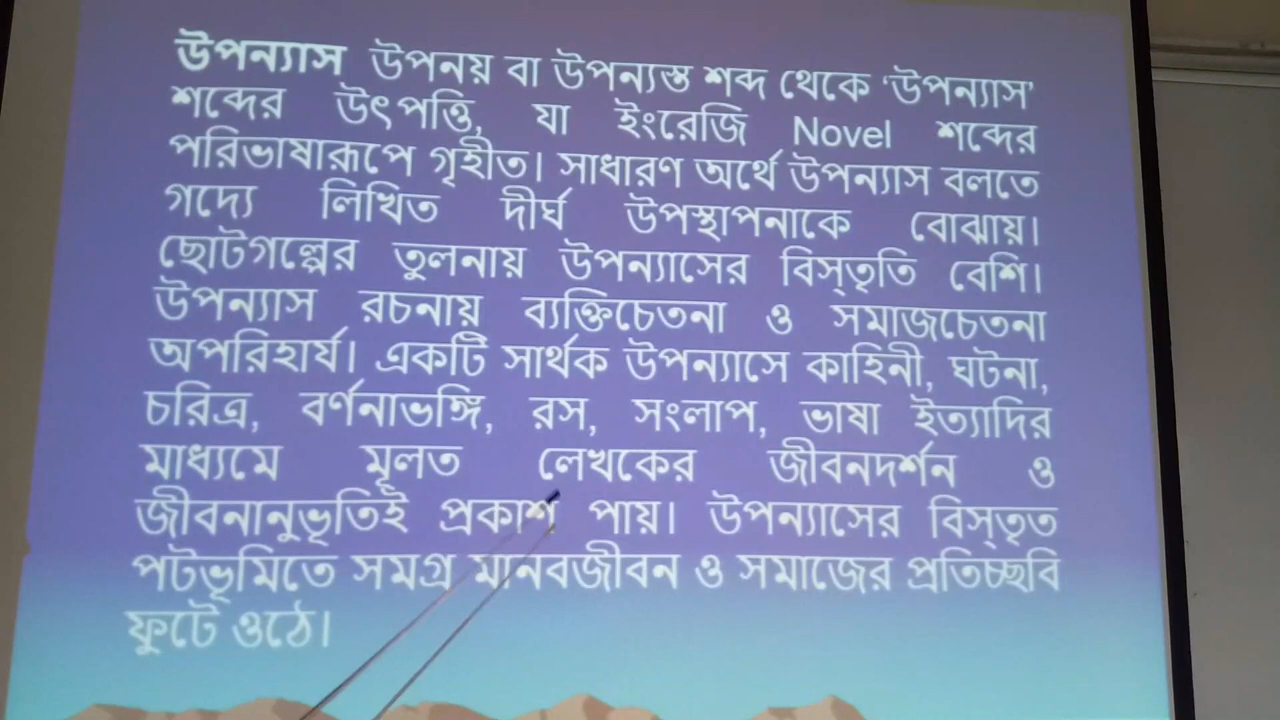 উপন্যাস উপনয় বা উপন্যস্ত শব্দ থেকে 'উপন্যাস'
শব্দের উৎপত্তি, যা ইংরেজি Novel শব্দের
পরিভাষারূপে গৃহীত। সাধারণ অর্থে উপন্যাস বলতে
গদ্যে লিখিত দীর্ঘ উপস্থাপনাকে বোঝায়।
ছোটগল্পের তুলনায় উপন্যাসের বিস্তৃতি বেশি।
উপন্যাস রচনায় ব্যক্তিচেতনা ও সমাজচেতনা
অপরিহার্য। একটি সার্থক উপন্যাসে কাহিনী, ঘটনা,
চরিত্র, বর্ণনাভঙ্গি, রস, সংলাপ, ভাষা ইত্যাদির
মাধ্যমে মূলত লেখকের জীবনদর্শন ও
জীবনানুভূতিই প্রকাশ পায়। উপন্যাসের বিস্তৃত
পটভূমিতে সমগ্র মানবজীবন ও সমাজের প্রতিচ্ছবি
ফুটে ওঠে।